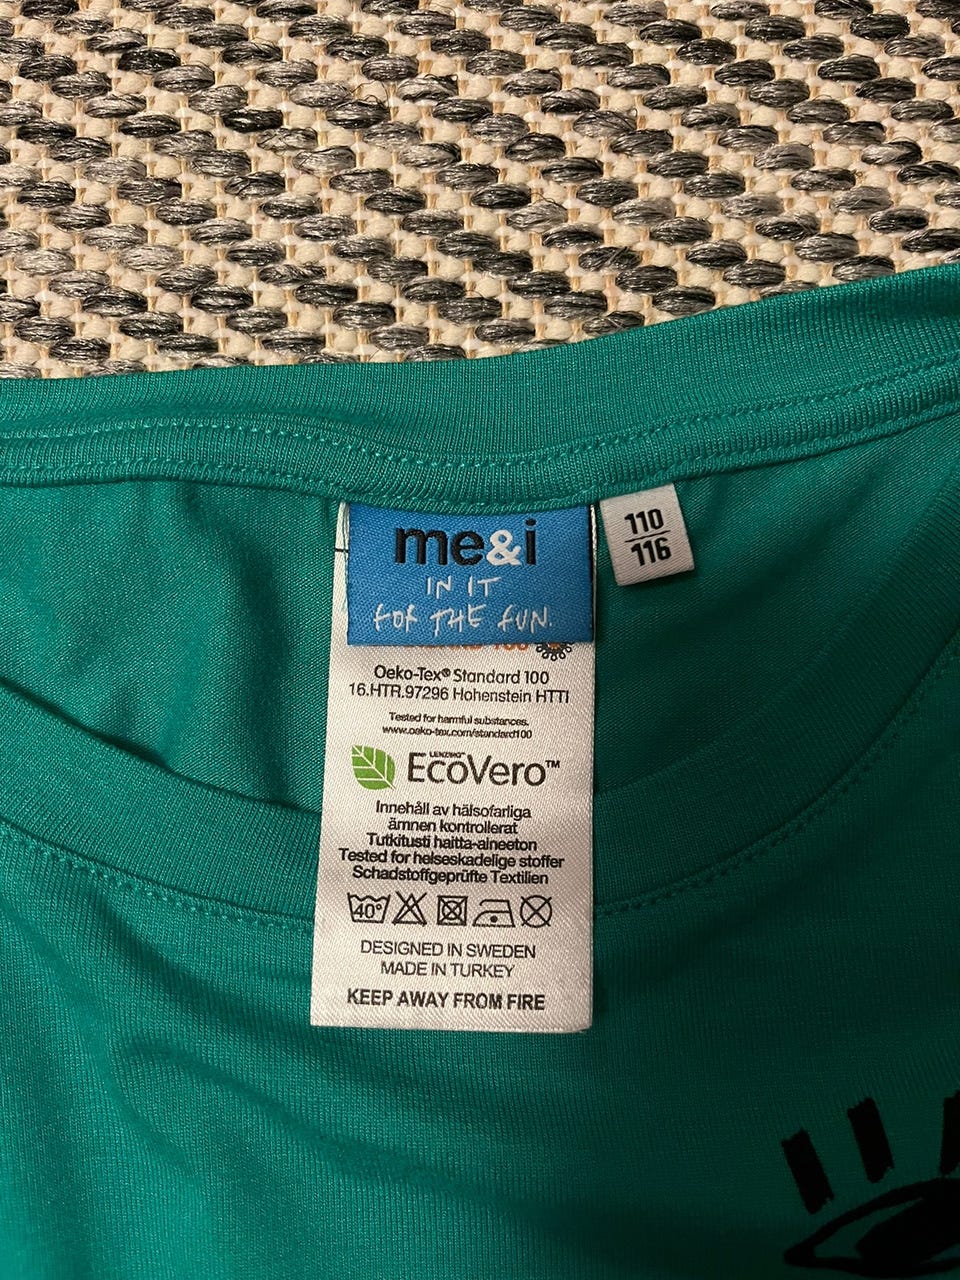 me&i
IN IT
FOR THE FUN.
110
116
Oeko-Tex® Standard 100
16.HTR.97296 Hohenstein HTTI
Tested for harmful substances.
www.oeko-tex.com/standard100
LENZING™
EcoVero™
Innehåll av hälsofarliga
ämnen kontrollerat
Tutkitusti haitta-aineeton
Tested for helseskadelige stoffer
Schadstoffgeprüfte Textilien
40°
DESIGNED IN SWEDEN
MADE IN TURKEY
KEEP AWAY FROM FIRE